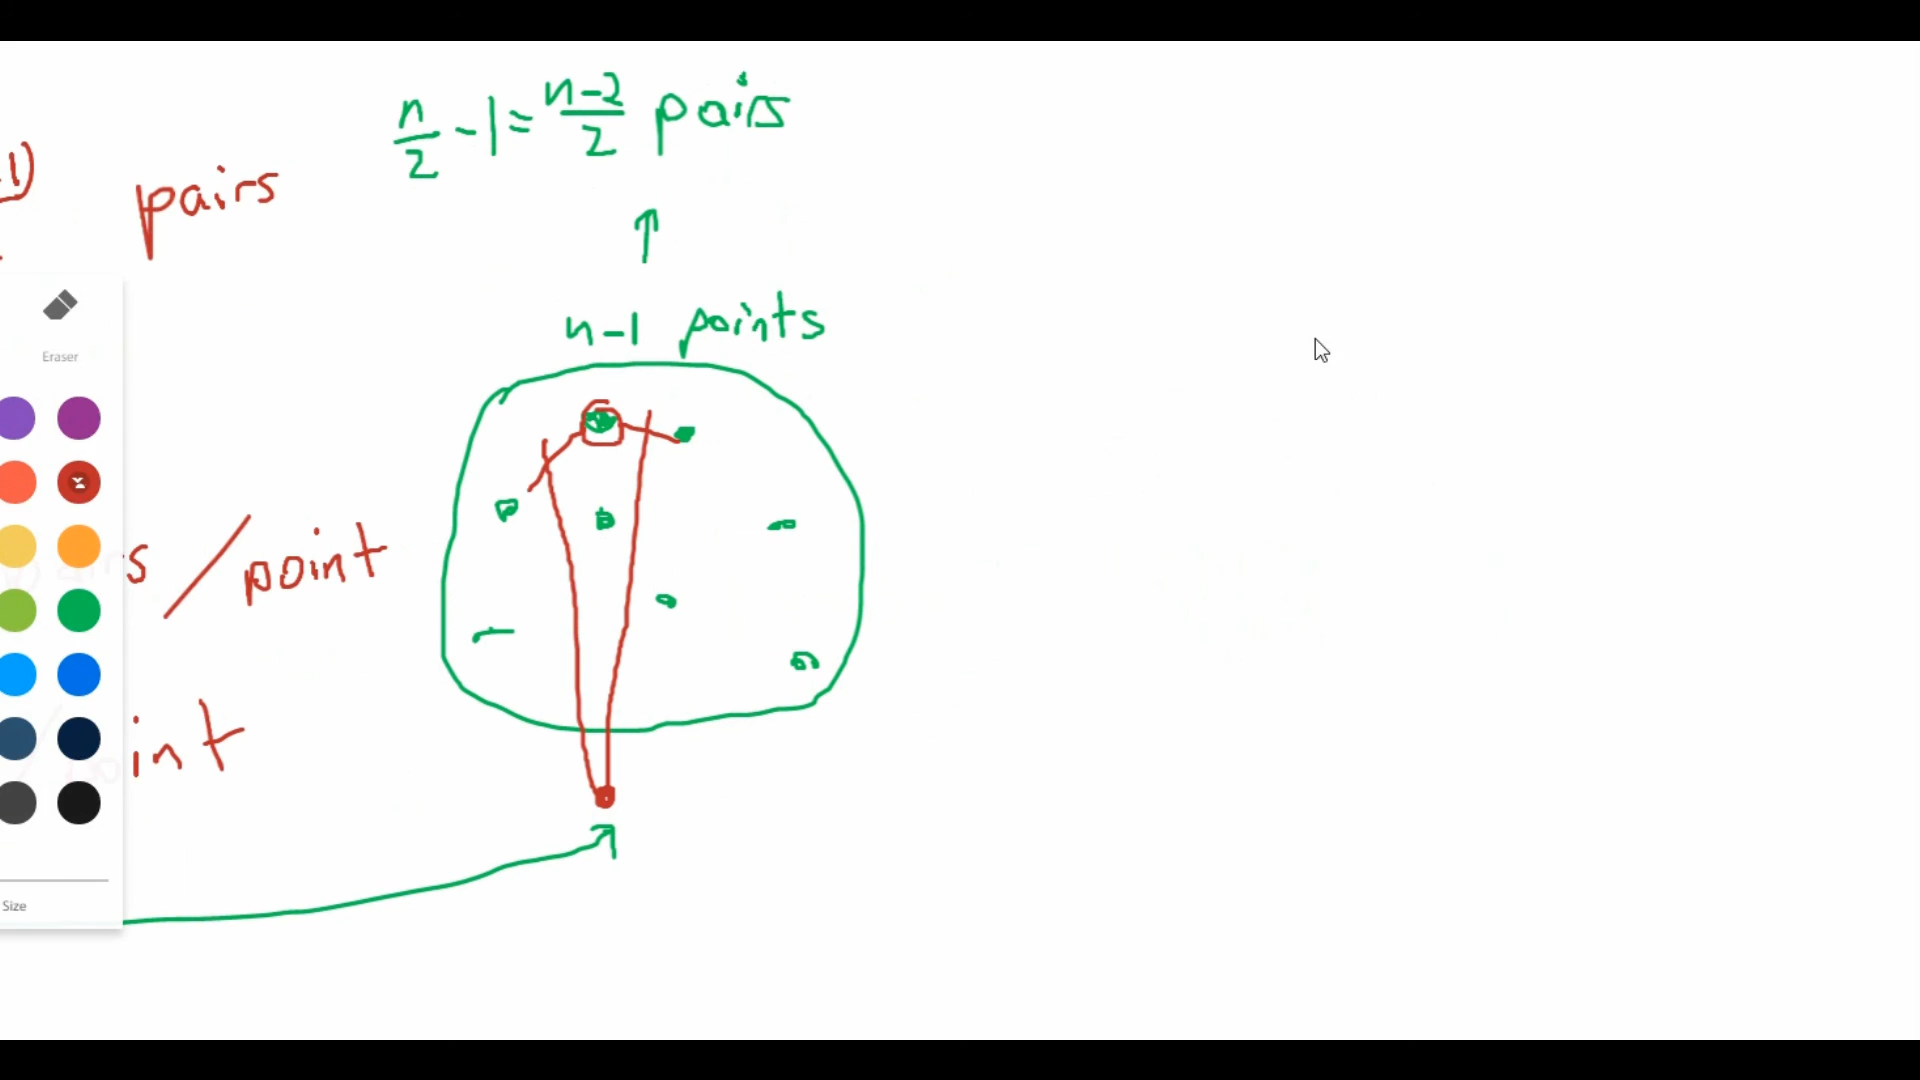 n/2 - 1 = n-2/2 pairs
1)
pairs
n-1 points
Eraser
s / point
int
Size